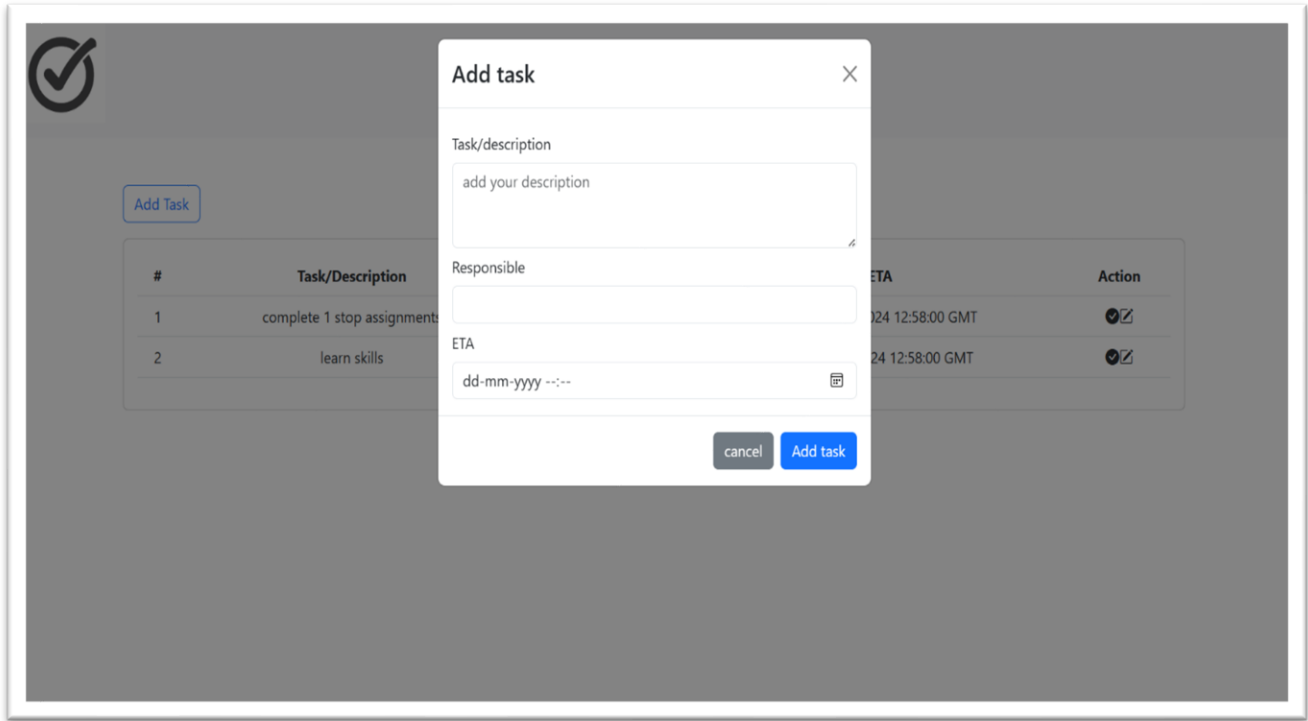 Add task
Task/description
add your description
Add Task
Responsible
# Task/Description ETA Action
1 complete 1 stop assignments 24 12:58:00 GMT
ETA
2 learn skills 24 12:58:00 GMT
dd-mm-yyyy --:--
cancel Add task